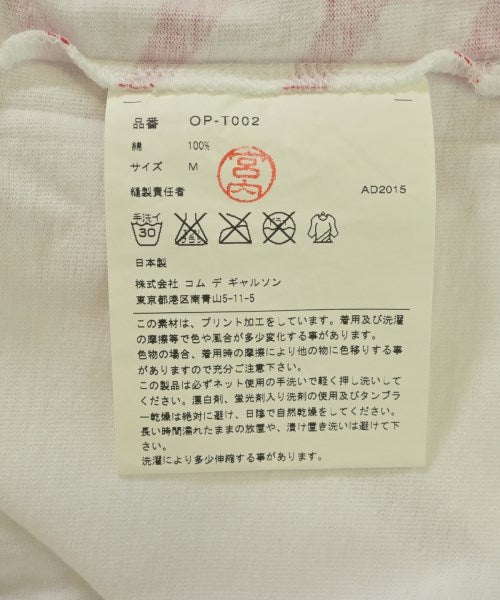 品番 OP-T002
綿 100%
サイズ M
宮内
縫製責任者 AD2015
手洗イ
30
日本製
株式会社 コム デ ギャルソン
東京都港区南青山5-11-5
この素材は、プリント加工をしています。着用及び洗濯
の摩擦等で色や風合が多少変化する事があります。
色物の場合、着用時の摩擦により他の物に色移りする事
がありますので充分ご注意下さい。
この製品は必ずネット使用の手洗いで軽く押し洗いして
ください。漂白剤、蛍光剤入り洗剤の使用及びタンブラ
ー乾燥は絶対に避け、日陰で自然乾燥をしてください。
長い時間濡れたままの放置や、漬け置き洗いは避けて下
さい。
洗濯により多少伸縮する事があります。